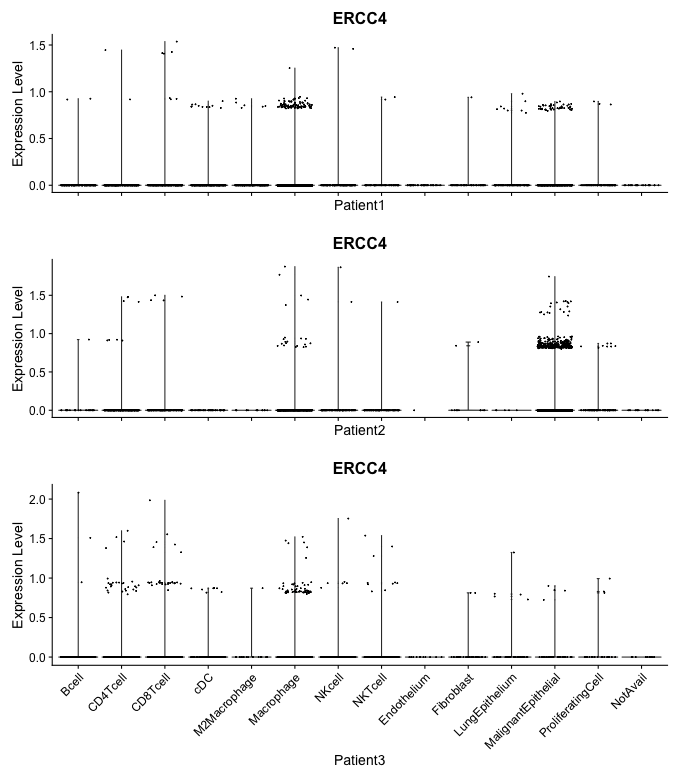 ERCC4
Expression Level
1.5
1.0
0.5
0.0
Patient1
ERCC4
Expression Level
1.5
1.0
0.5
0.0
Patient2
ERCC4
Expression Level
2.0
1.5
1.0
0.5
0.0
Bcell
CD4Tcell
CD8Tcell
cDC
M2Macrophage
Macrophage
NKcell
NKTcell
Endothelium
Fibroblast
LungEpithelium
MalignantEpithelial
ProliferatingCell
NotAvail
Patient3